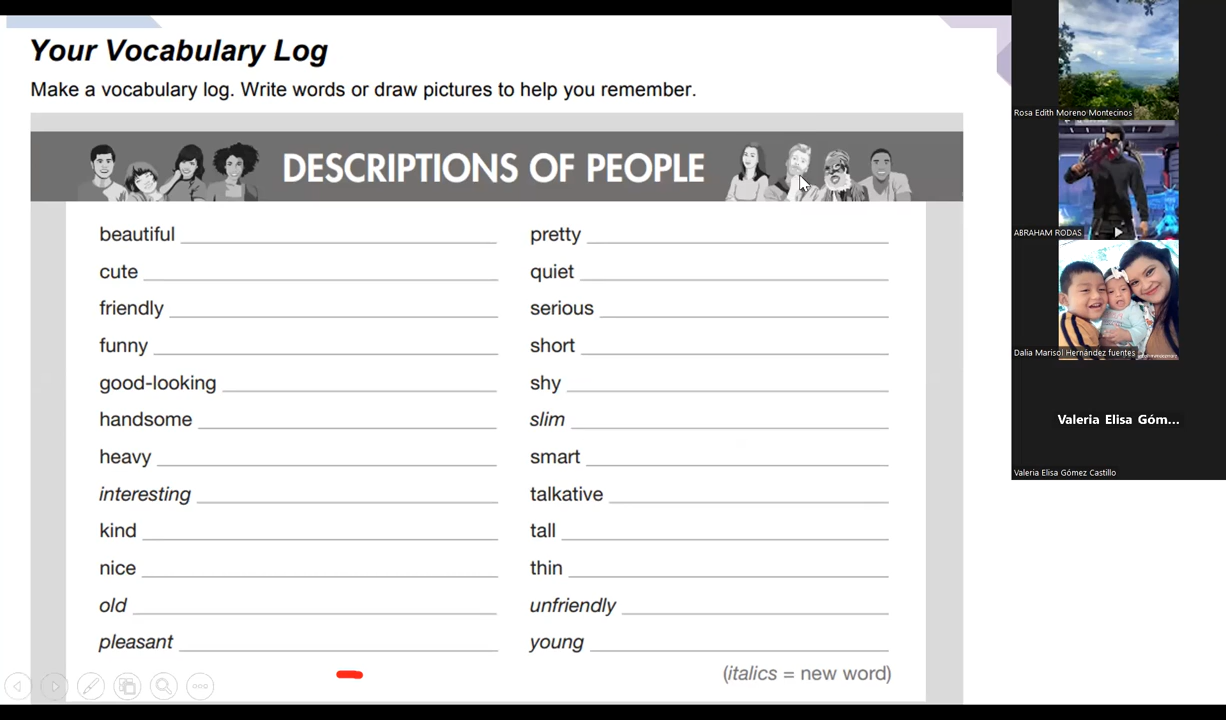 Your Vocabulary Log
Make a vocabulary log. Write words or draw pictures to help you remember.
DESCRIPTIONS OF PEOPLE
beautiful
cute
friendly
funny
good-looking
handsome
heavy
interesting
kind
nice
old
pleasant
pretty
quiet
serious
short
shy
slim
smart
talkative
tall
thin
unfriendly
young
(italics = new word)
Rosa Edith Moreno Montecinos
ABRAHAM RODAS
Dalia Marisol Hernández fuentes
Valeria Elisa Góm...
Valeria Elisa Gómez Castillo